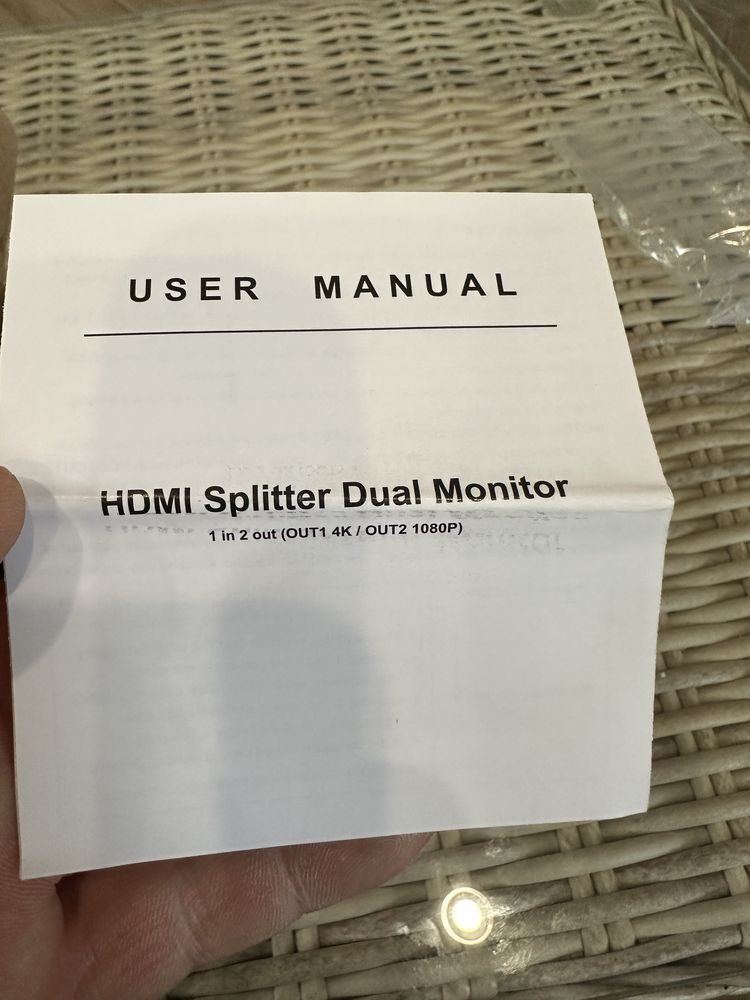 USER MANUAL
HDMI Splitter Dual Monitor
1 in 2 out (OUT1 4K / OUT2 1080P)